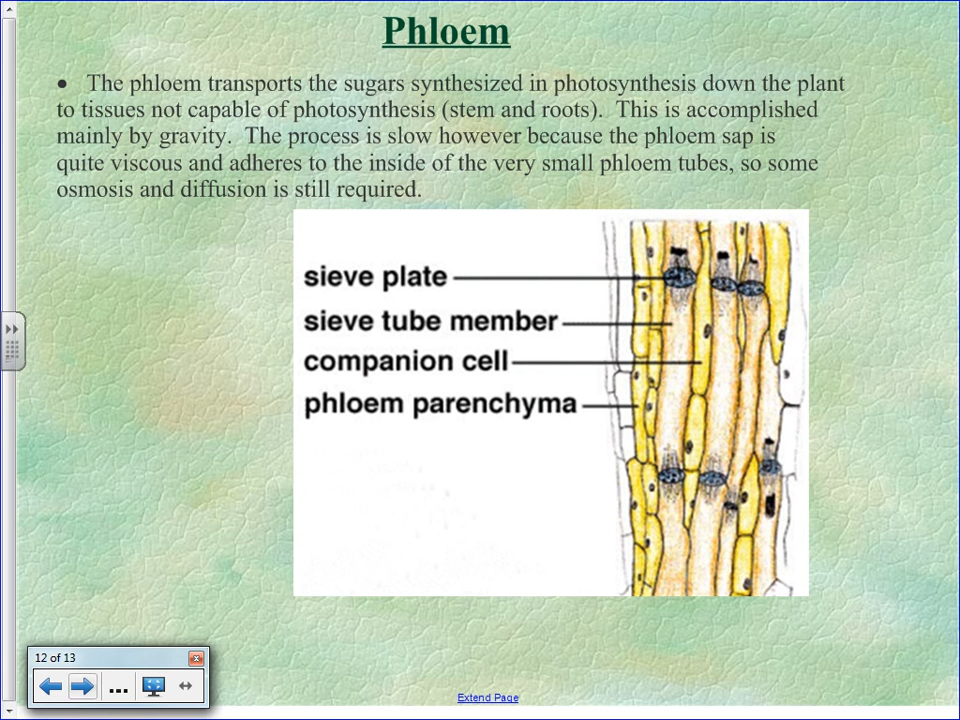 Phloem
• The phloem transports the sugars synthesized in photosynthesis down the plant
to tissues not capable of photosynthesis (stem and roots). This is accomplished
mainly by gravity. The process is slow however because the phloem sap is
quite viscous and adheres to the inside of the very small phloem tubes, so some
osmosis and diffusion is still required.
sieve plate
sieve tube member
companion cell
phloem parenchyma
12 of 13
...
Extend Page